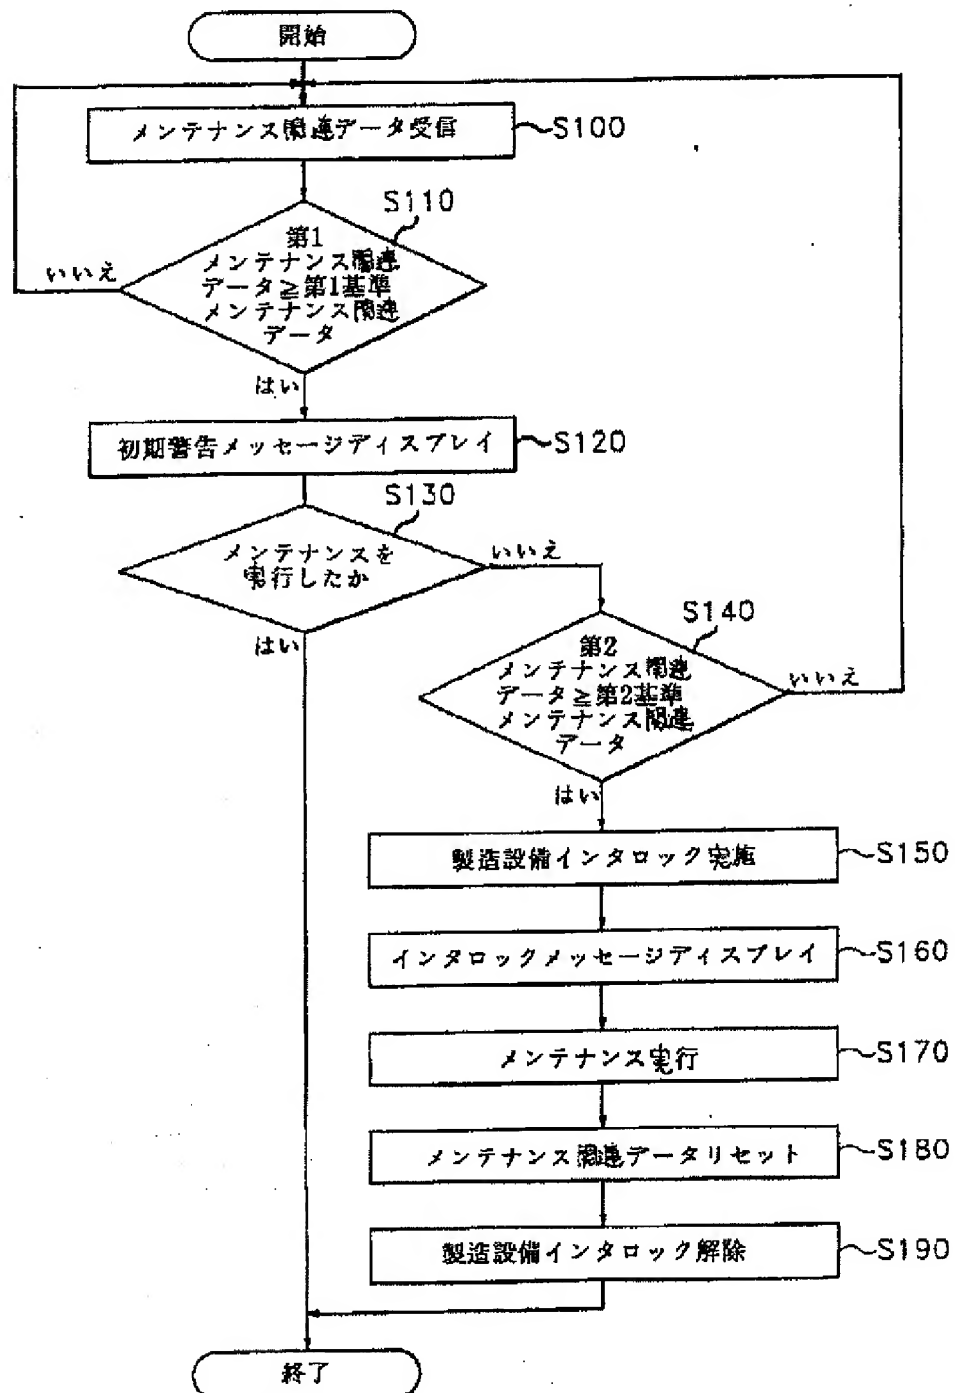 開始
メンテナンス関連データ受信
S100
S110
第1
メンテナンス関連
データ≧第1基準
メンテナンス関連
データ
いいえ
はい
初期警告メッセージディスプレイ
S120
S130
メンテナンスを
実行したか
いいえ
はい
S140
第2
メンテナンス関連
データ≧第2基準
メンテナンス関連
データ
いいえ
はい
製造設備インタロック実施
S150
インタロックメッセージディスプレイ
S160
メンテナンス実行
S170
メンテナンス関連データリセット
S180
製造設備インタロック解除
S190
終了